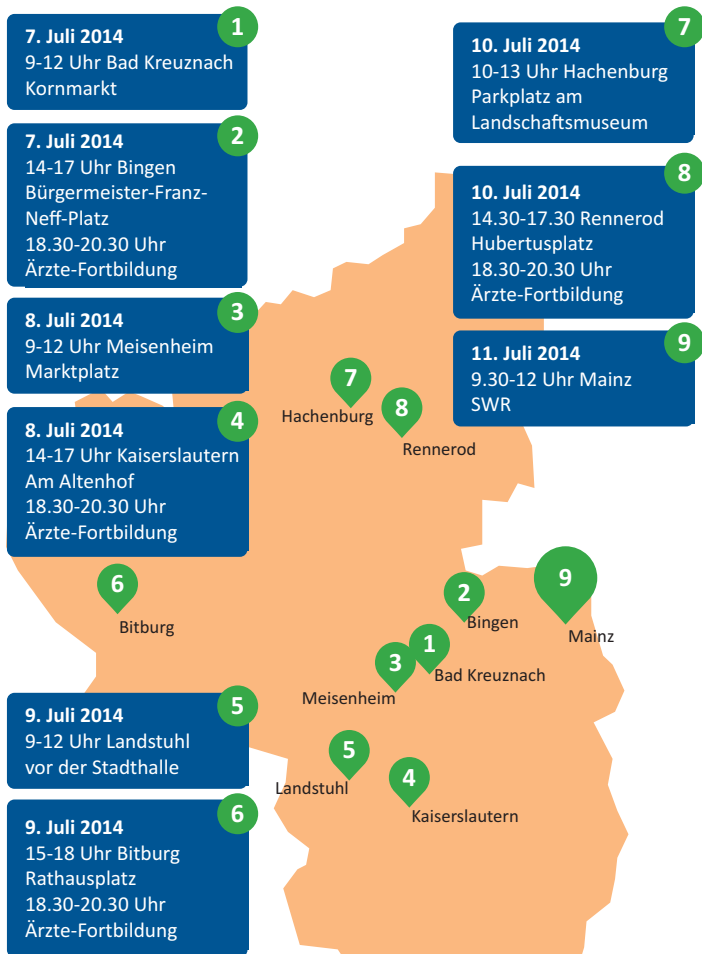 1
7. Juli 2014
9-12 Uhr Bad Kreuznach
Kornmarkt
2
7. Juli 2014
14-17 Uhr Bingen
Bürgermeister-Franz-
Neff-Platz
18.30-20.30 Uhr
Ärzte-Fortbildung
3
8. Juli 2014
9-12 Uhr Meisenheim
Marktplatz
4
8. Juli 2014
14-17 Uhr Kaiserslautern
Am Altenhof
18.30-20.30 Uhr
Ärzte-Fortbildung
5
9. Juli 2014
9-12 Uhr Landstuhl
vor der Stadthalle
6
9. Juli 2014
15-18 Uhr Bitburg
Rathausplatz
18.30-20.30 Uhr
Ärzte-Fortbildung
7
10. Juli 2014
10-13 Uhr Hachenburg
Parkplatz am
Landschaftsmuseum
8
10. Juli 2014
14.30-17.30 Rennerod
Hubertusplatz
18.30-20.30 Uhr
Ärzte-Fortbildung
9
11. Juli 2014
9.30-12 Uhr Mainz
SWR
7
Hachenburg
8
Rennerod
6
Bitburg
2
Bingen
9
Mainz
1
Bad Kreuznach
3
Meisenheim
5
Landstuhl
4
Kaiserslautern